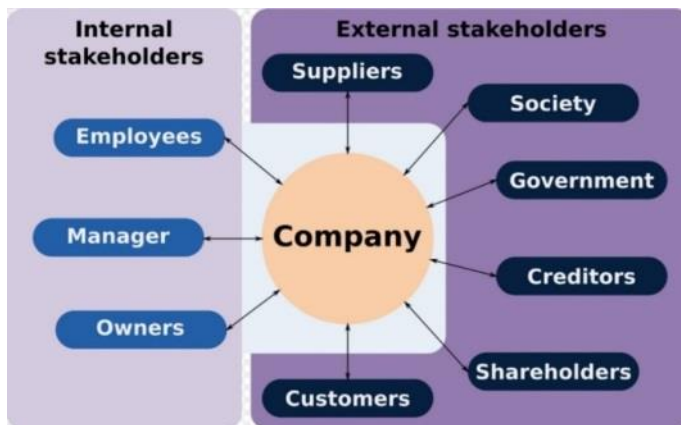 Internal
stakeholders
External stakeholders
Suppliers
Society
Employees
Government
Manager
Company
Creditors
Owners
Shareholders
Customers